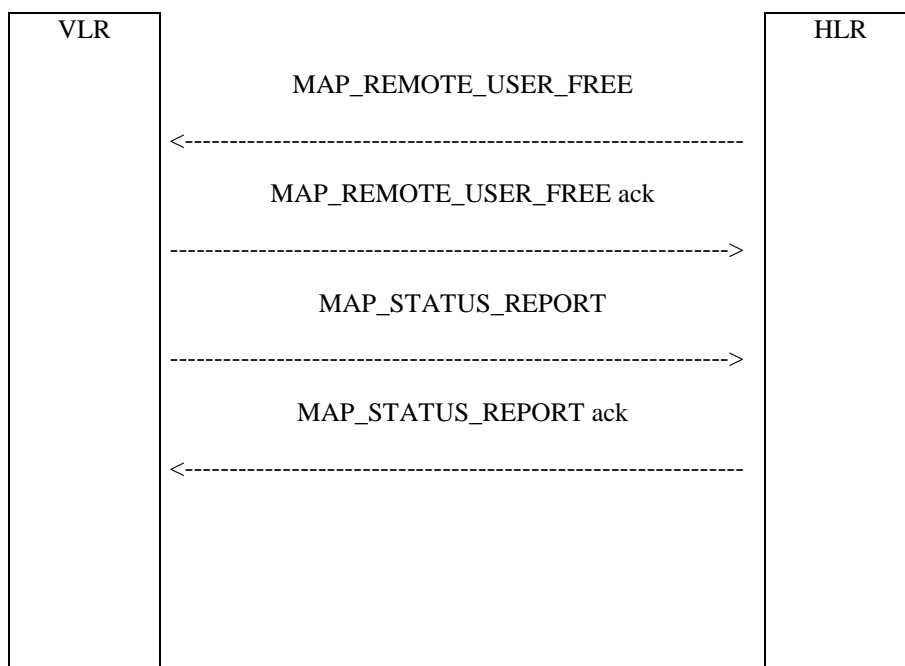 VLR HLR
MAP_REMOTE_USER_FREE
<---------------------------------------------------------------
MAP_REMOTE_USER_FREE ack
--------------------------------------------------------------->
MAP_STATUS_REPORT
--------------------------------------------------------------->
MAP_STATUS_REPORT ack
<---------------------------------------------------------------